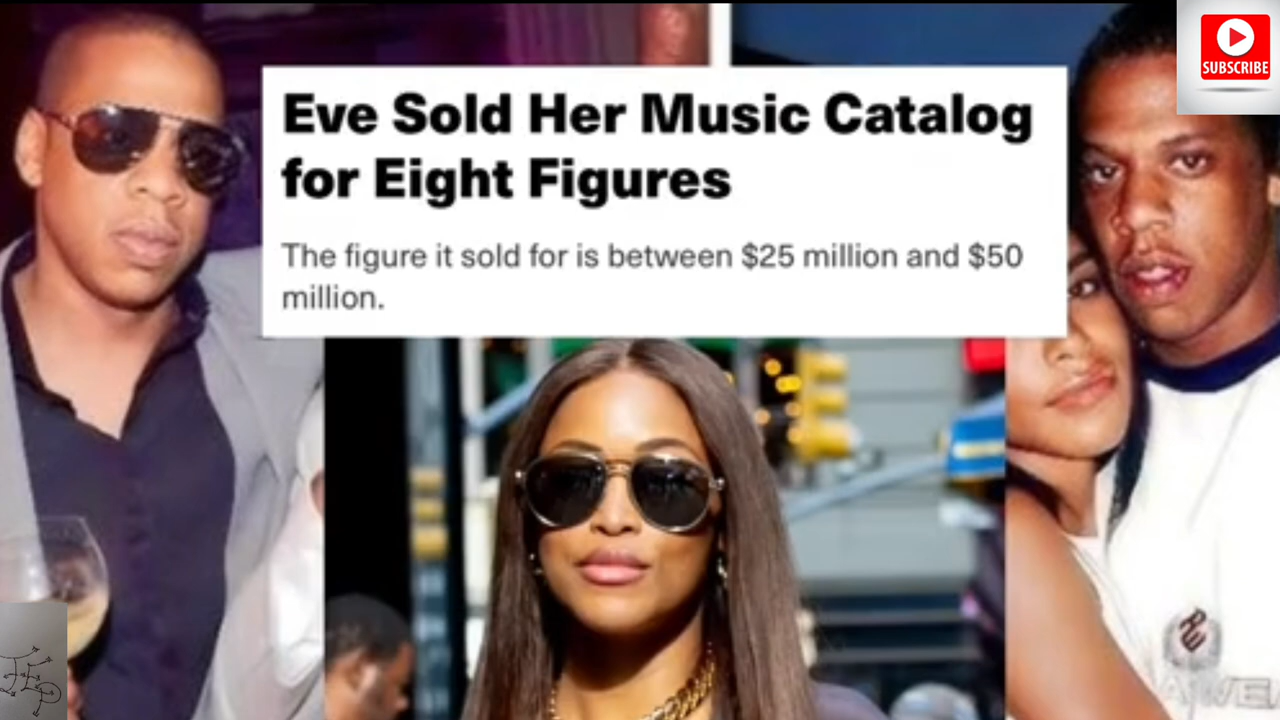 SUBSCRIBE
Eve Sold Her Music Catalog
for Eight Figures
The figure it sold for is between $25 million and $50
million.